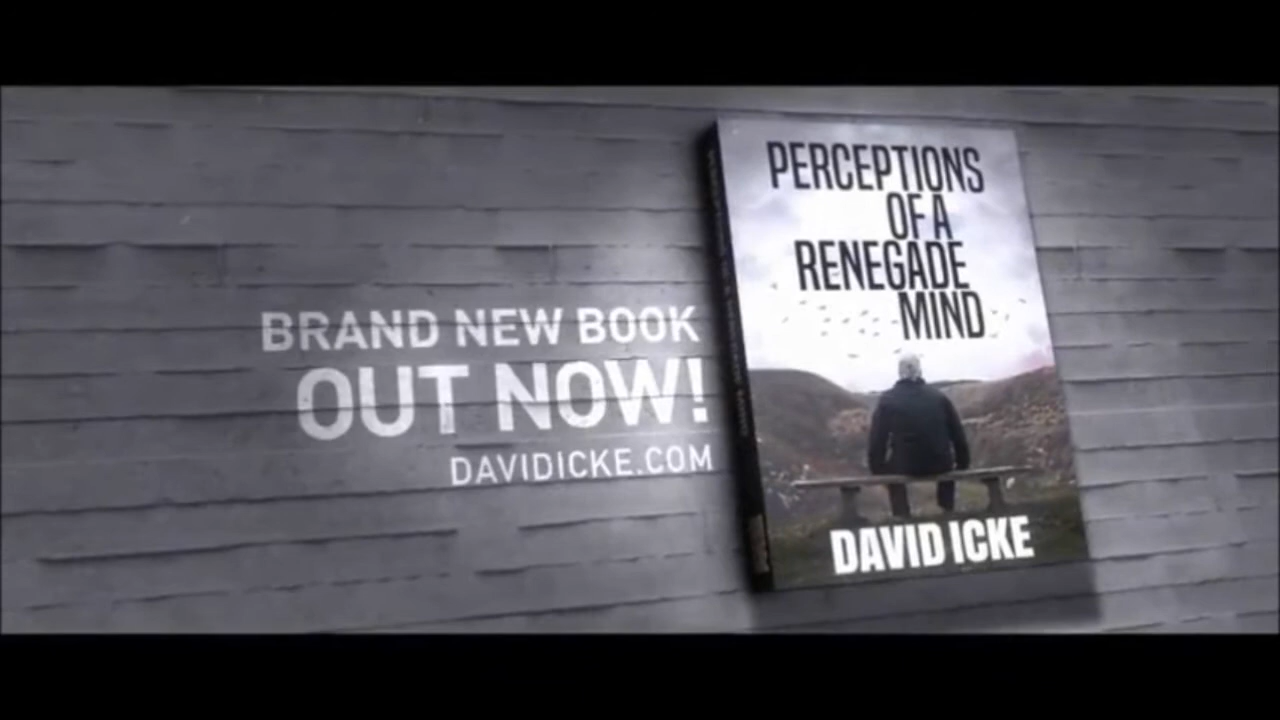 BRAND NEW BOOK
OUT NOW!
DAVIDICKE.COM
PERCEPTIONS
OF A
RENEGADE
MIND
DAVID ICKE